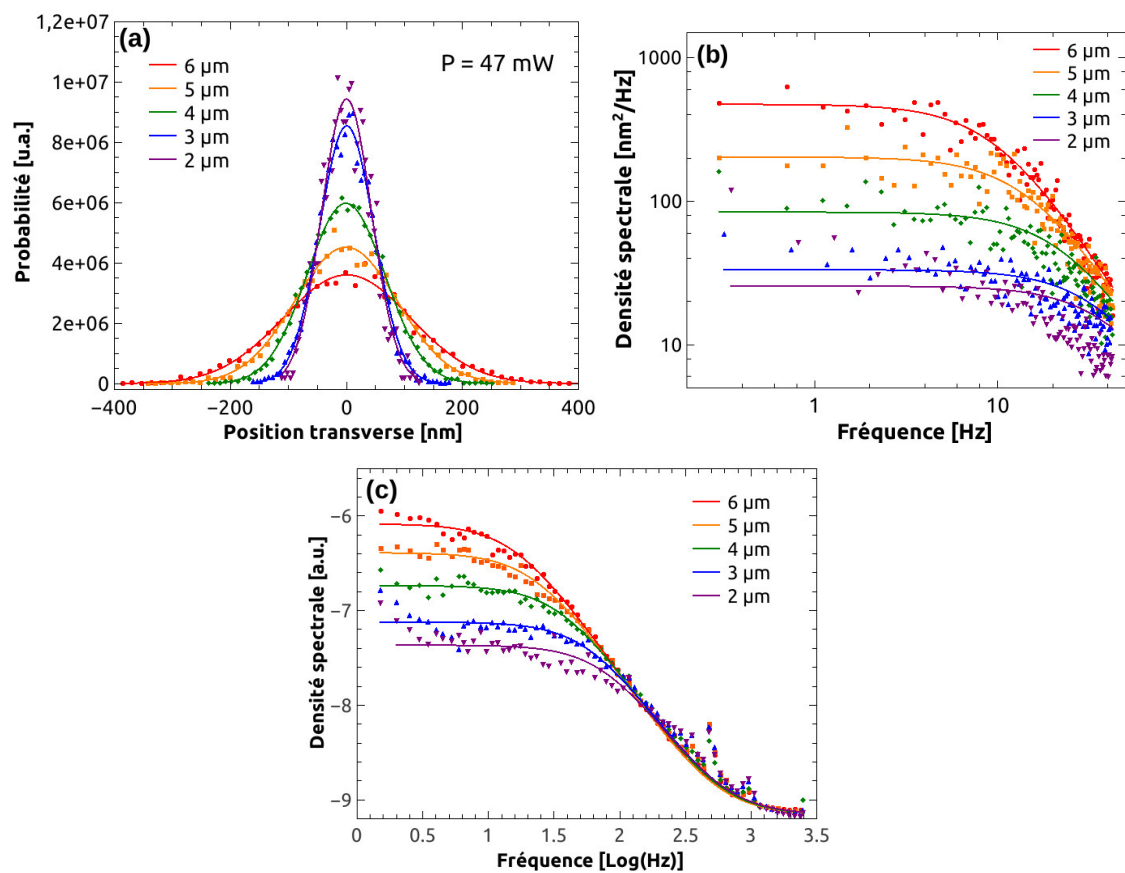 (a)
P = 47 mW
6 µm
5 µm
4 µm
3 µm
2 µm
1,2e+07
1e+07
8e+06
6e+06
4e+06
2e+06
0
−400
−200
0
200
400
Probabilité [u.a.]
Position transverse [nm]
(b)
6 µm
5 µm
4 µm
3 µm
2 µm
1000
100
10
1
10
Densité spectrale [nm²/Hz]
Fréquence [Hz]
(c)
6 µm
5 µm
4 µm
3 µm
2 µm
−6
−7
−8
−9
0
0.5
1
1.5
2
2.5
3
3.5
Densité spectrale [a.u.]
Fréquence [Log(Hz)]